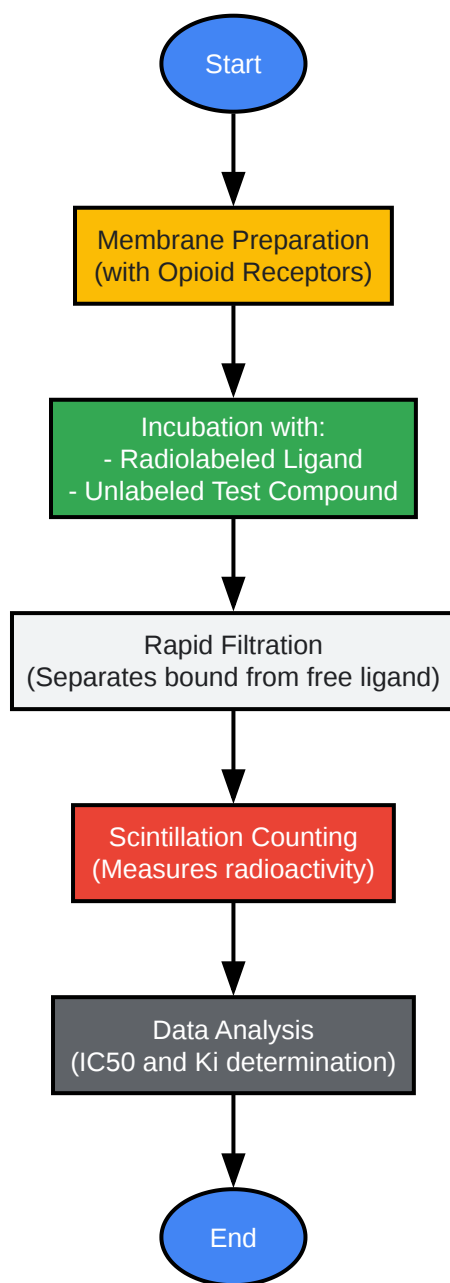 Start
Membrane Preparation
(with Opioid Receptors)
Incubation with:
- Radiolabeled Ligand
- Unlabeled Test Compound
Rapid Filtration
(Separates bound from free ligand)
Scintillation Counting
(Measures radioactivity)
Data Analysis
(IC50 and Ki determination)
End